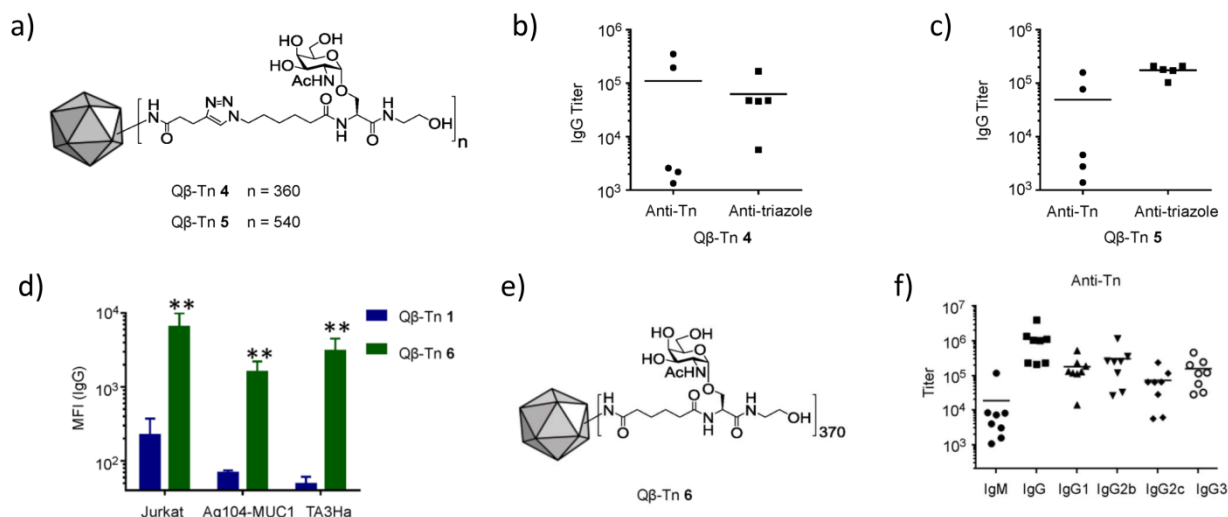 a)
OH
HO
O
HO
AcHN
O
N=N
N
H
N
O
O
N
H
O
H
N
OH
n
Qβ-Tn 4 n = 360
Qβ-Tn 5 n = 540
b)
IgG Titer
10^6
10^5
10^4
10^3
Anti-Tn Anti-triazole
Qβ-Tn 4
c)
IgG Titer
10^6
10^5
10^4
10^3
Anti-Tn Anti-triazole
Qβ-Tn 5
d)
MFI (IgG)
10^4
10^3
10^2
** ** **
Qβ-Tn 1
Qβ-Tn 6
Jurkat Ag104-MUC1 TA3Ha
e)
HO
OH
O
HO
AcHN
O
H
N
O
O
N
H
O
H
N
OH
370
Qβ-Tn 6
f)
Anti-Tn
Titer
10^7
10^6
10^5
10^4
10^3
IgM IgG IgG1 IgG2b IgG2c IgG3